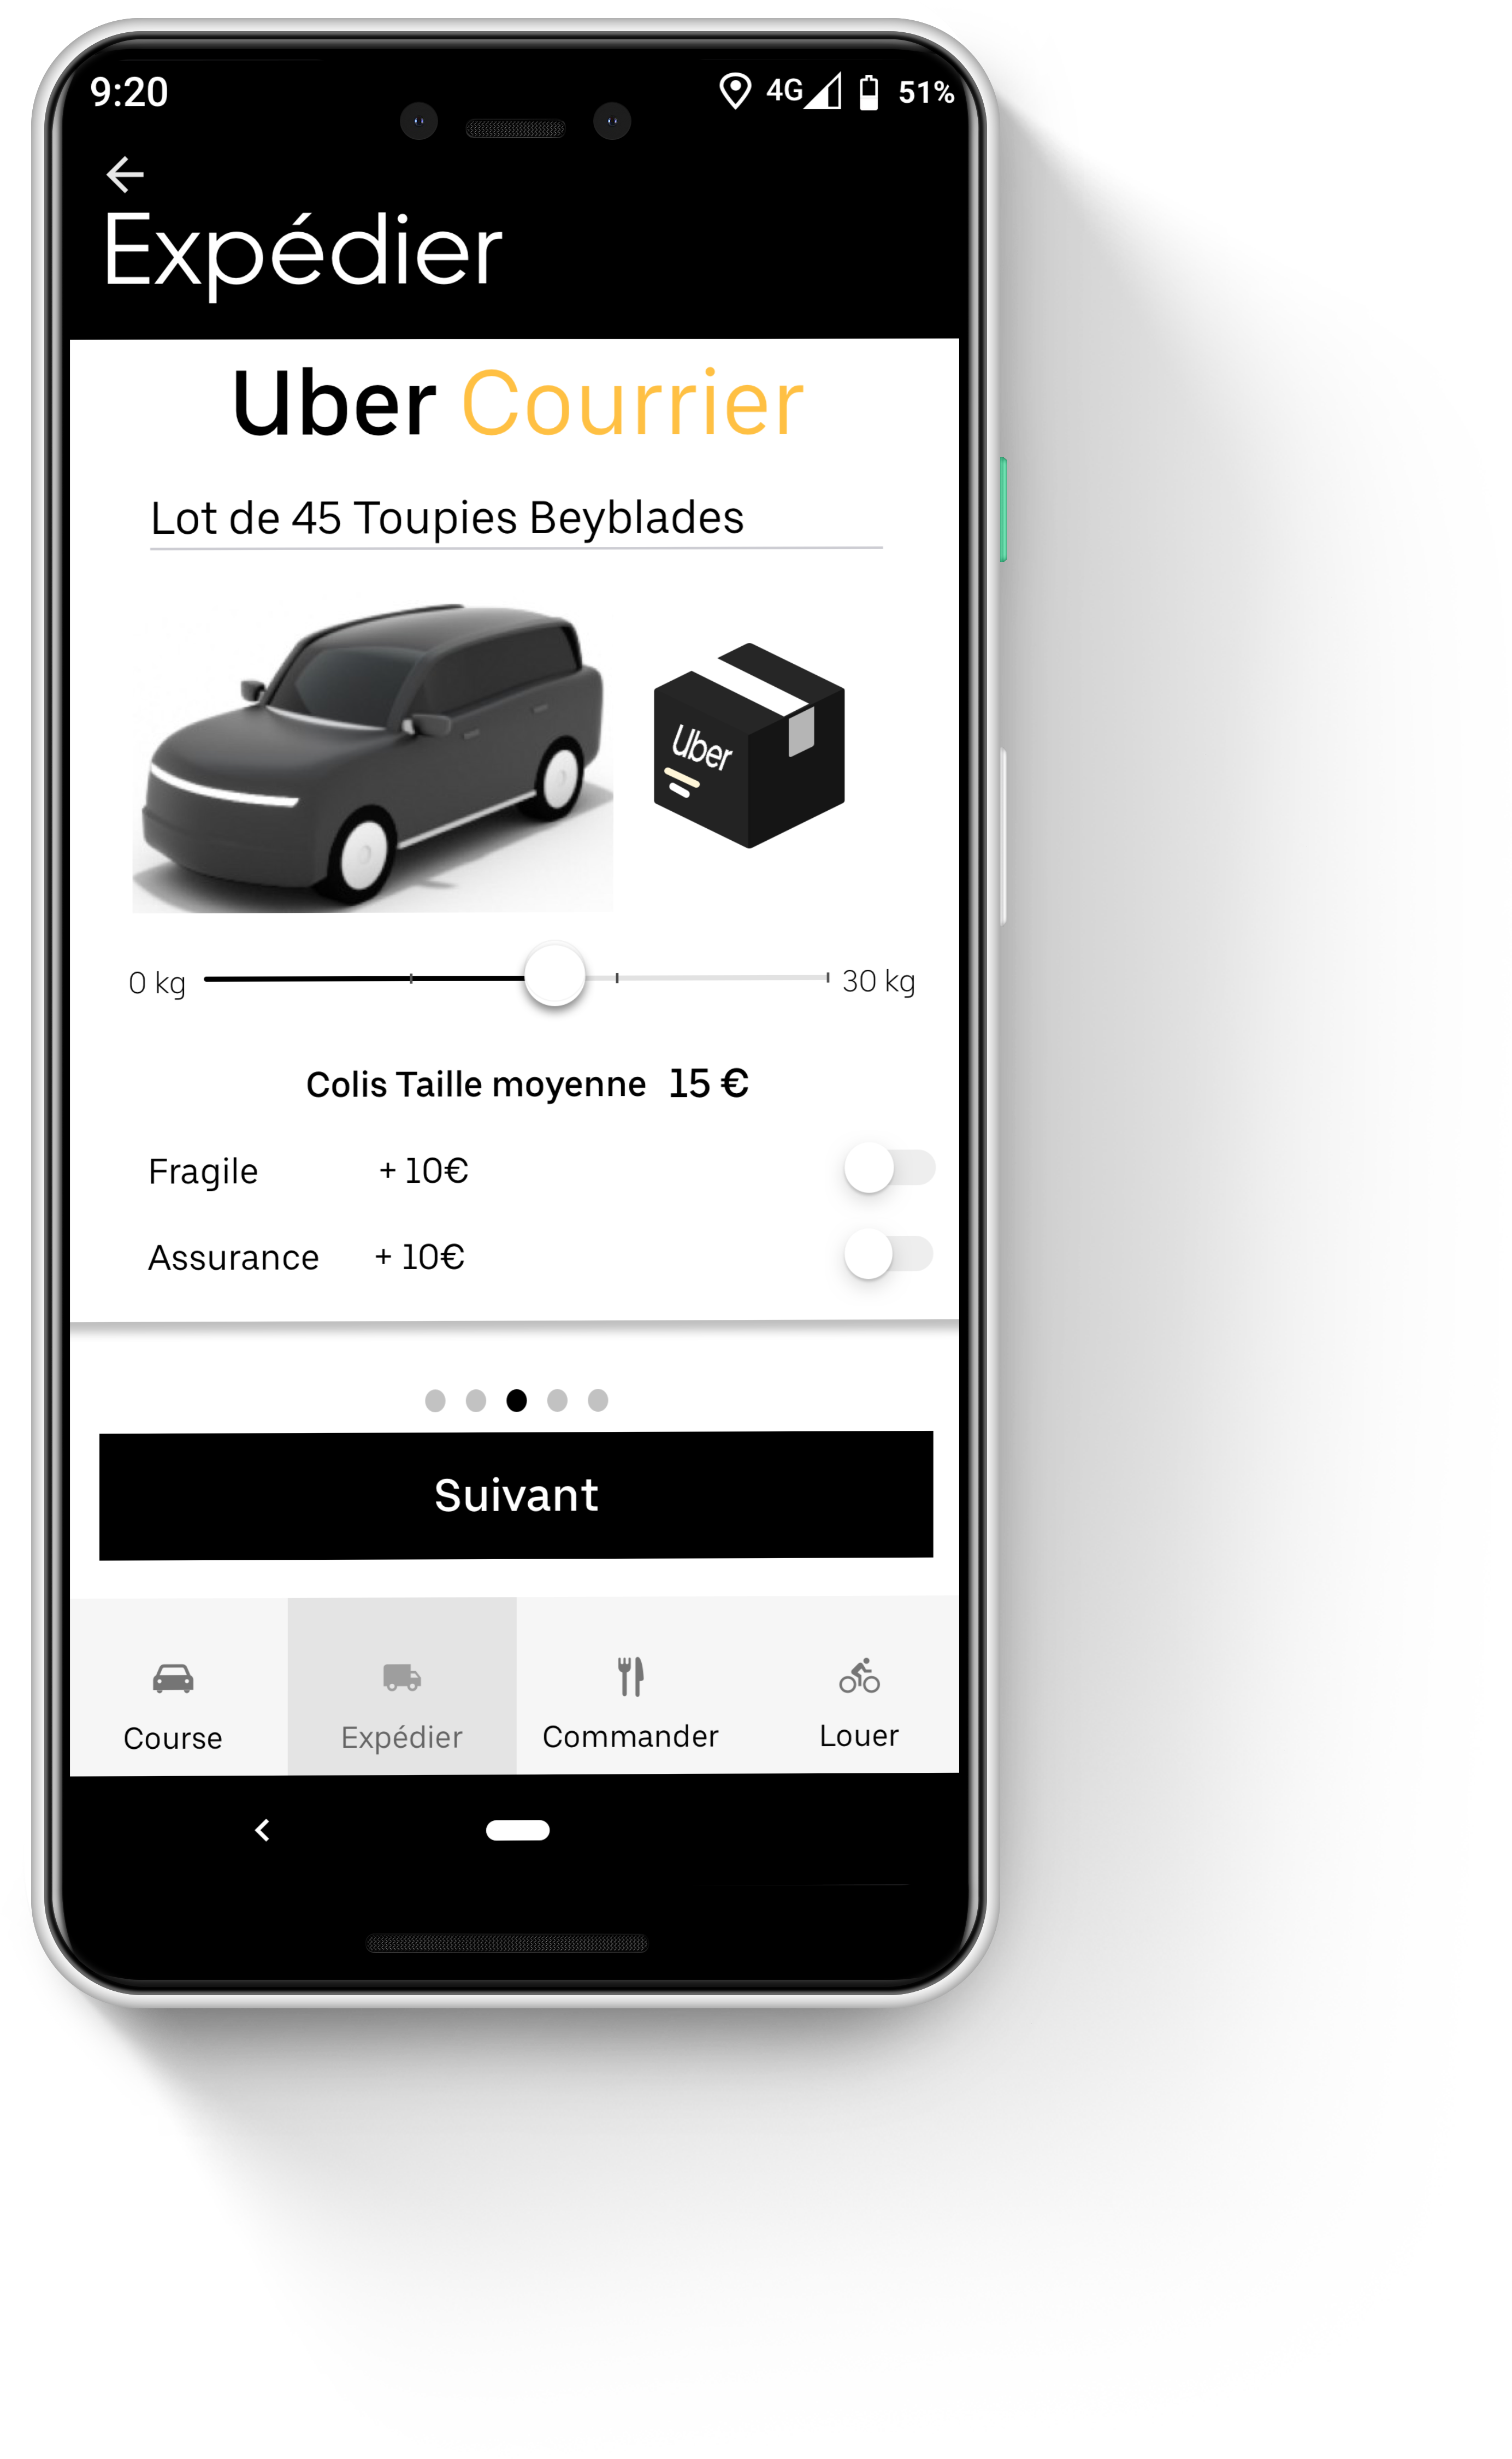 9:20 4G 51%
Expédier
Uber Courrier
Lot de 45 Toupies Beyblades
Uber
0 kg 30 kg
Colis Taille moyenne 15 €
Fragile + 10€
Assurance + 10€
Suivant
Course Expédier Commander Louer